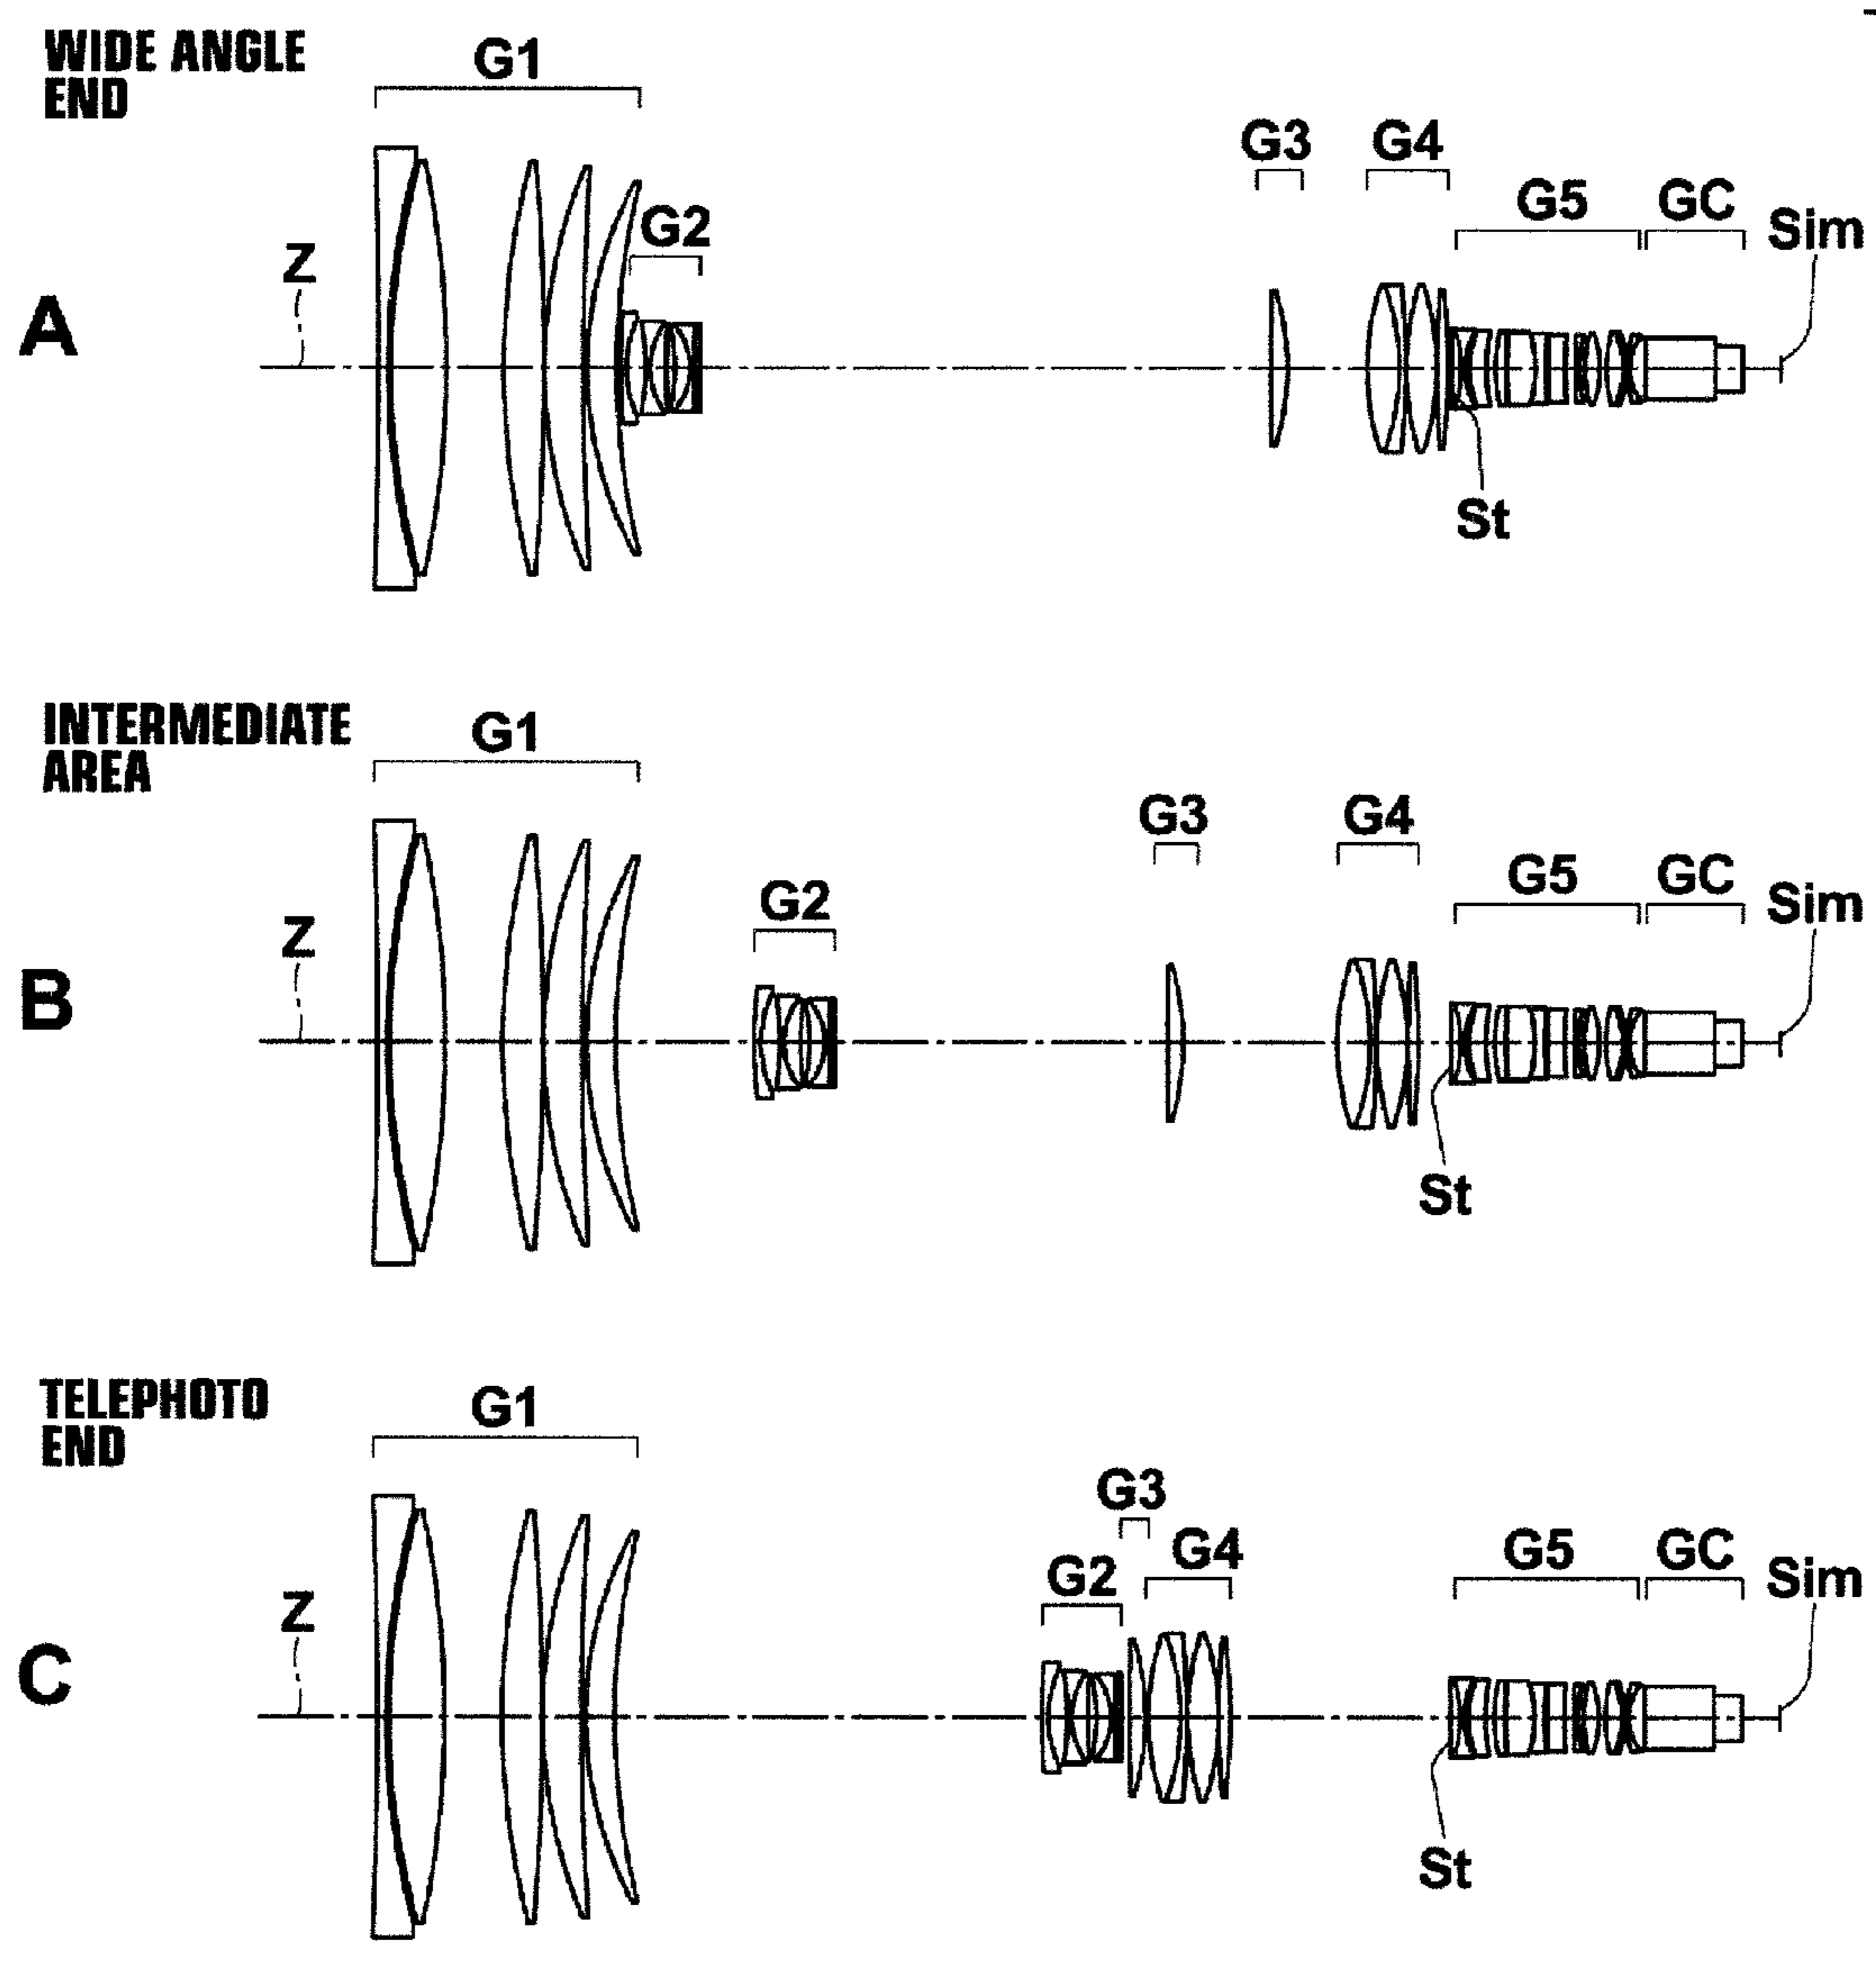 WIDE ANGLE
END
G1
G3
G4
G2
G5
GC
Sim
Z
A
St
INTERMEDIATE
AREA
G1
G3
G4
G2
G5
GC
Sim
Z
B
St
TELEPHOTO
END
G1
G3
G4
G2
G5
GC
Sim
Z
C
St